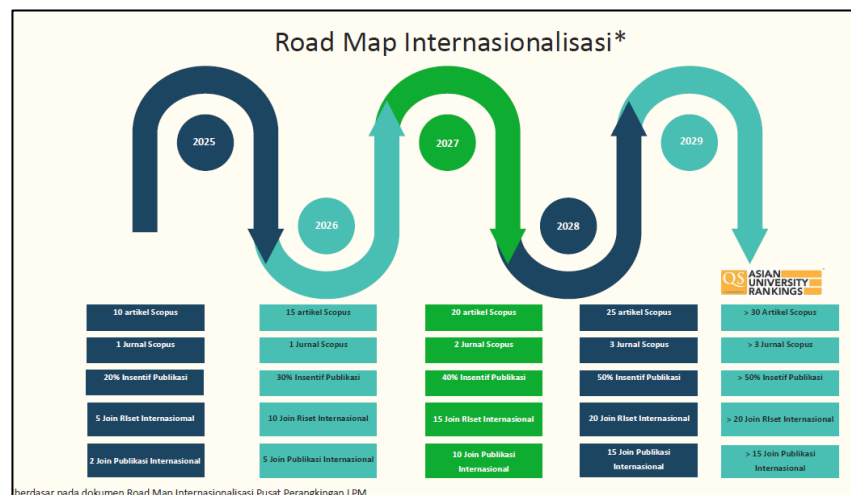 Road Map Internasionalisasi*
2025
2026
2027
2028
2029
QS ASIAN
UNIVERSITY
RANKINGS
10 artikel Scopus
1 Jurnal Scopus
20% Insentif Publikasi
5 Join RIset Internasiomal
2 Join Publikasi Internasional
15 artikel Scopus
1 Jurnal Scopus
30% Insentif Publikasi
10 Join Riset Internasional
5 Join Publikasi Internasional
20 artikel Scopus
2 Jurnal Scopus
40% Insentif Publikasi
15 Join RIset Internasional
10 Join Publikasi
Internasional
25 artikel Scopus
3 Jurnal Scopus
50% Insentif Publikasi
20 Join RIset Internasional
15 Join Publikasi
Internasional
> 30 Artikel Scopus
> 3 Jurnal Scopus
> 50% Insetif Publikasi
> 20 Join RIset Internasional
> 15 Join Publikasi
Internasional
berdasar pada dokumen Road Map Internasionalisasi Pusat Perangkingan LPM